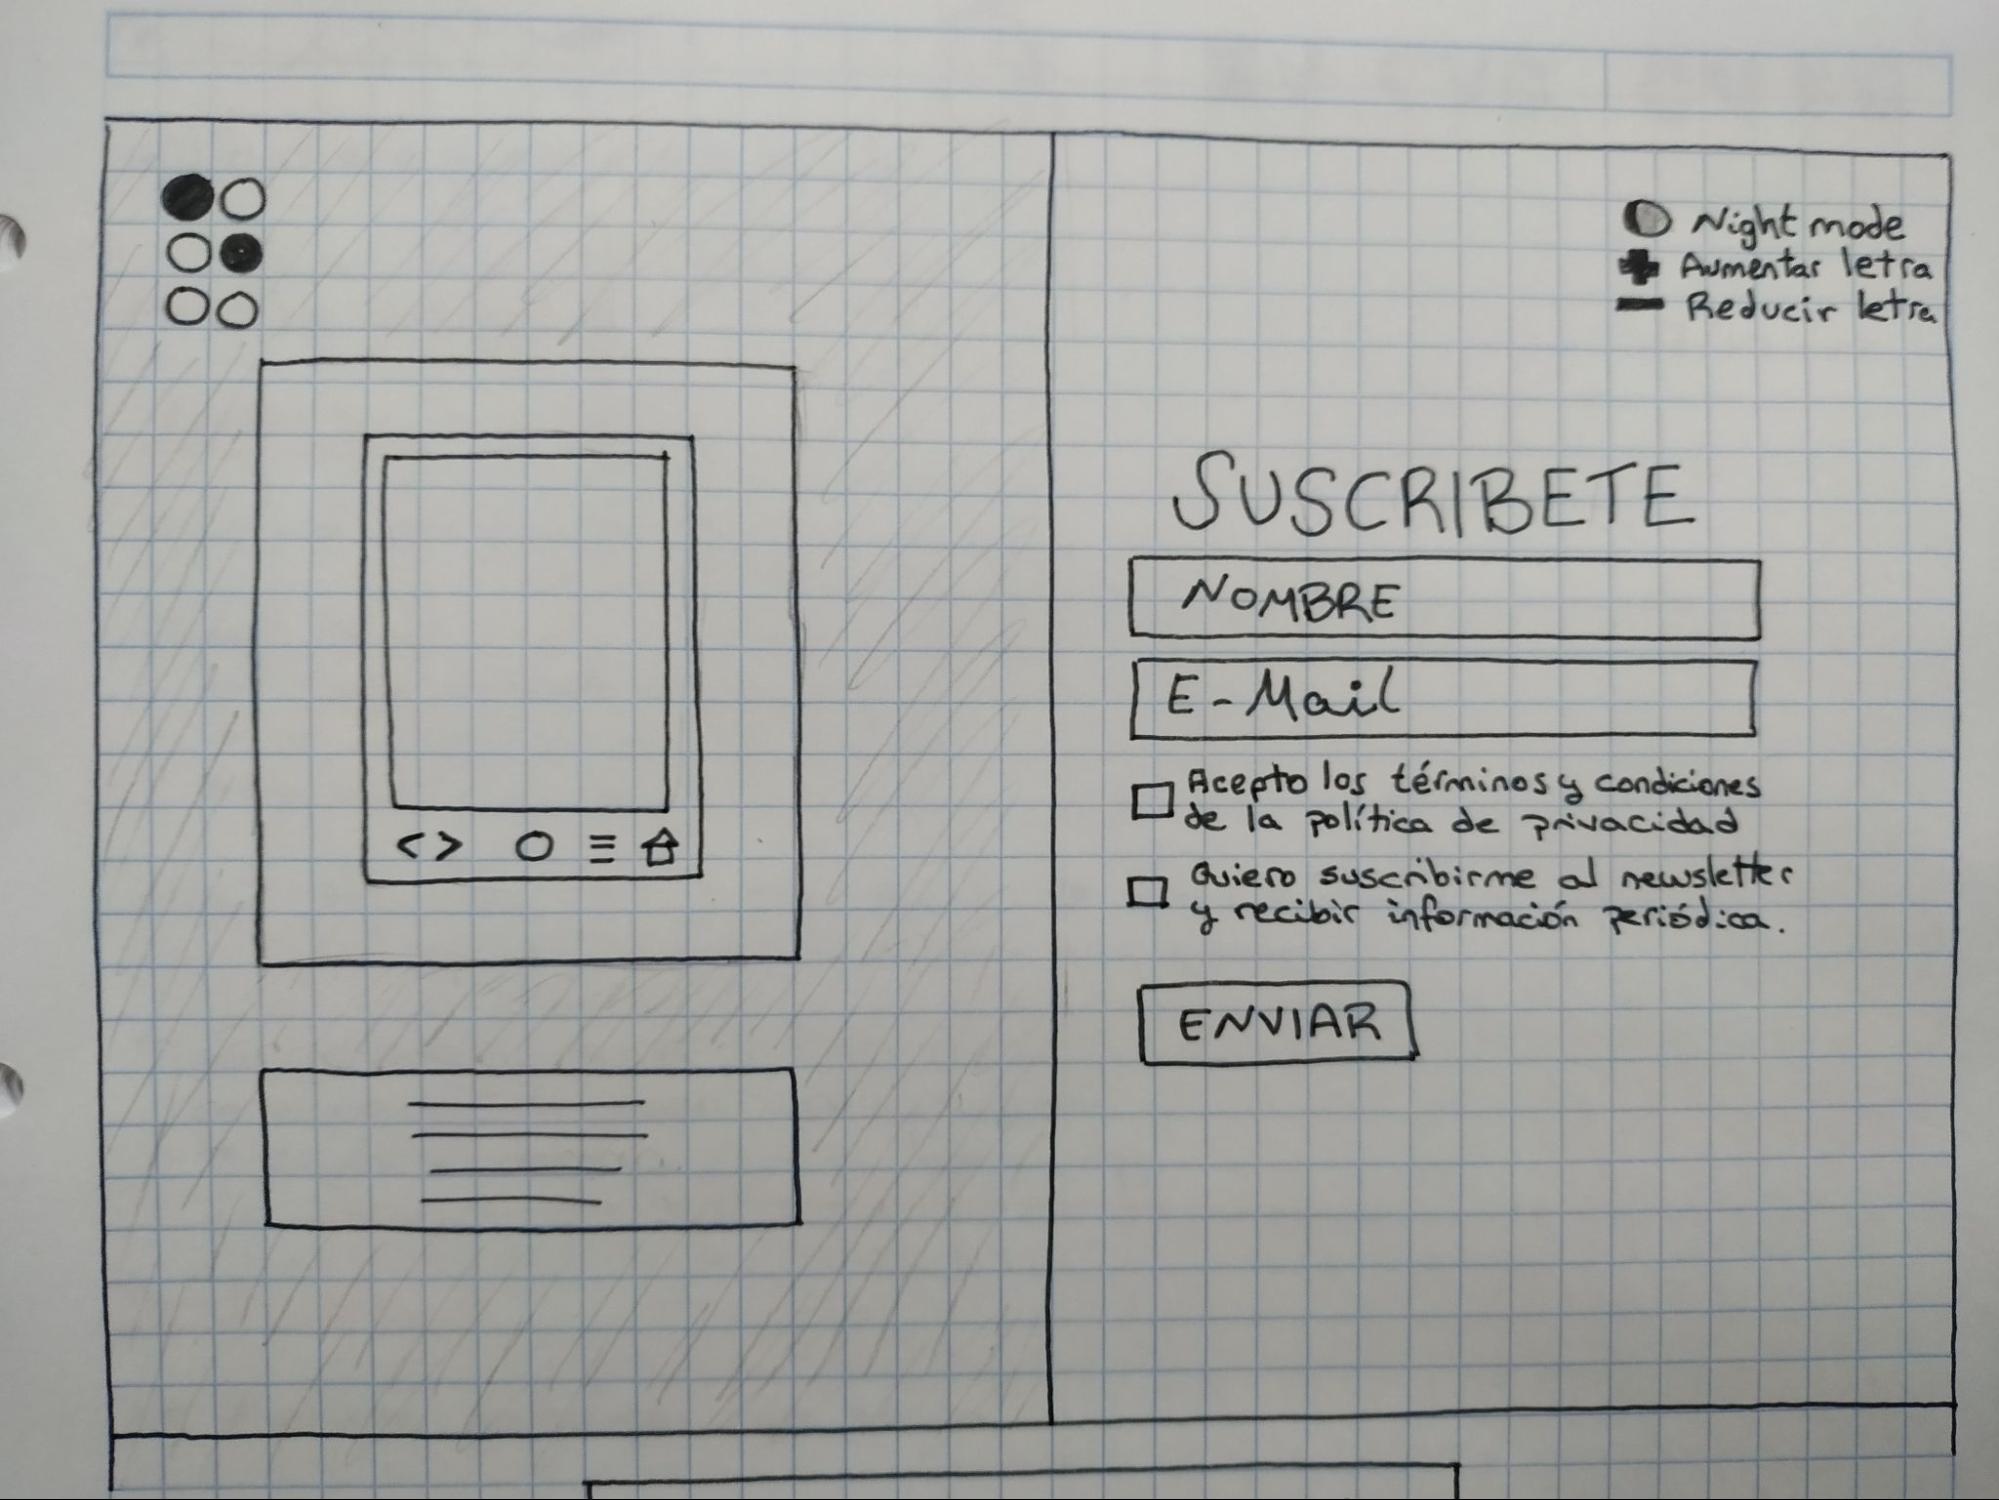 Night mode
Aumentar letra
Reducir letra
SUSCRIBETE
NOMBRE
E-Mail
Acepto los términos y condiciones
de la política de privacidad
Quiero suscribirme al newsletter
y recibir información periódica.
ENVIAR